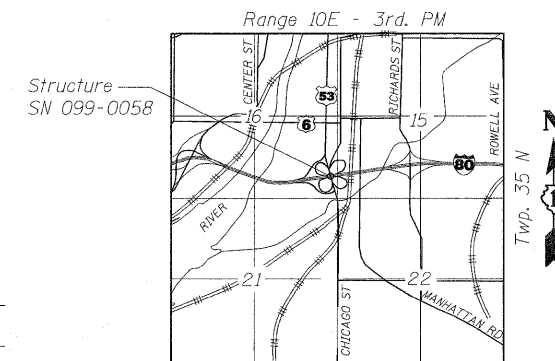 Range 10E - 3rd. PM
Structure
SN 099-0058
CENTER ST
53
RICHARDS ST
ROWELL AVE
16
6
15
80
N
Twp. 35 N
RIVER
21
22
MANHATTAN RD
CHICAGO ST